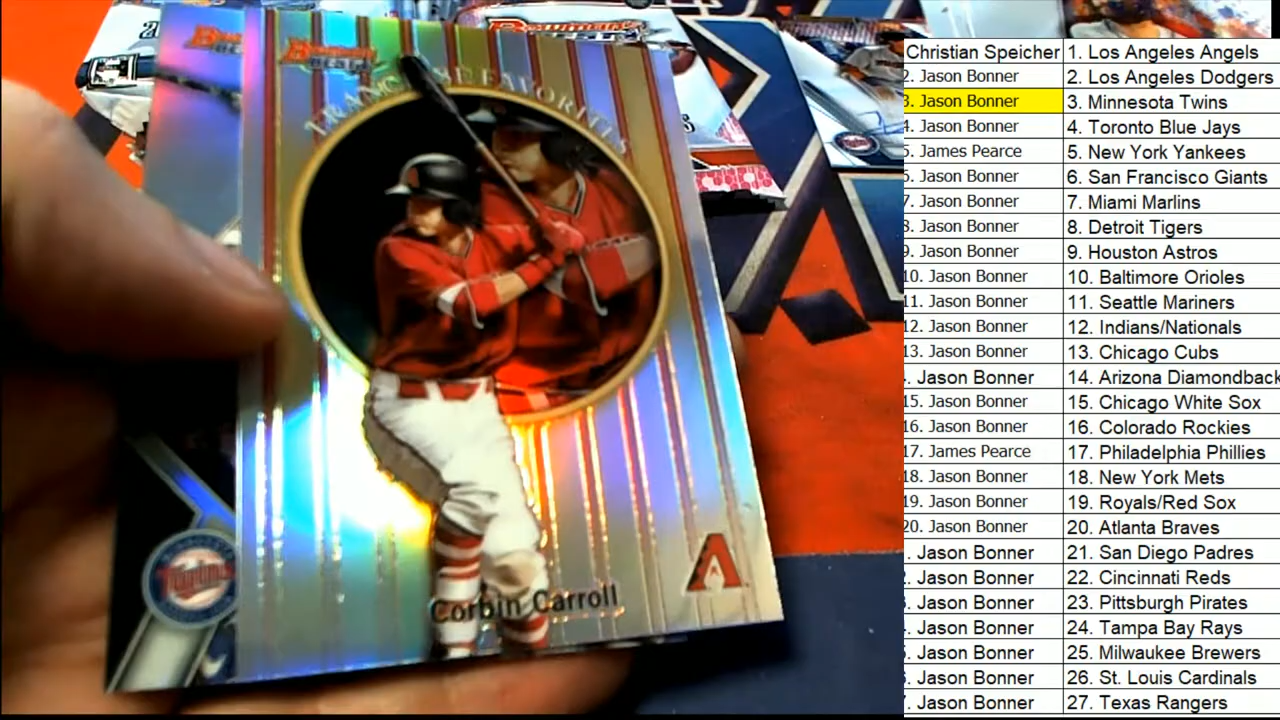 Bowman's
BEST
FRANCHISE FAVORITES
Corbin Carroll
A
Twins
Christian Speicher 1. Los Angeles Angels
2. Jason Bonner 2. Los Angeles Dodgers
3. Jason Bonner 3. Minnesota Twins
4. Jason Bonner 4. Toronto Blue Jays
5. James Pearce 5. New York Yankees
6. Jason Bonner 6. San Francisco Giants
7. Jason Bonner 7. Miami Marlins
8. Jason Bonner 8. Detroit Tigers
9. Jason Bonner 9. Houston Astros
10. Jason Bonner 10. Baltimore Orioles
11. Jason Bonner 11. Seattle Mariners
12. Jason Bonner 12. Indians/Nationals
13. Jason Bonner 13. Chicago Cubs
. Jason Bonner 14. Arizona Diamondback
15. Jason Bonner 15. Chicago White Sox
16. Jason Bonner 16. Colorado Rockies
17. James Pearce 17. Philadelphia Phillies
18. Jason Bonner 18. New York Mets
19. Jason Bonner 19. Royals/Red Sox
20. Jason Bonner 20. Atlanta Braves
. Jason Bonner 21. San Diego Padres
. Jason Bonner 22. Cincinnati Reds
. Jason Bonner 23. Pittsburgh Pirates
. Jason Bonner 24. Tampa Bay Rays
. Jason Bonner 25. Milwaukee Brewers
. Jason Bonner 26. St. Louis Cardinals
. Jason Bonner 27. Texas Rangers